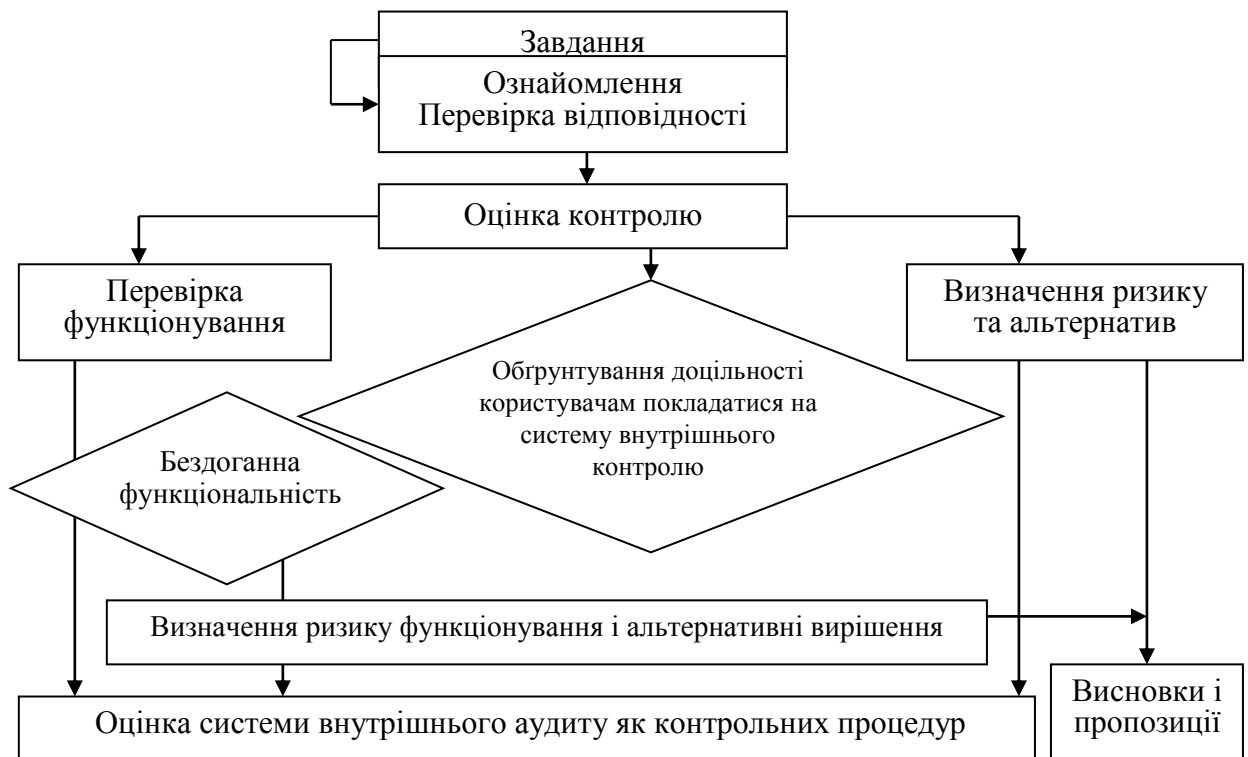 Завдання
Ознайомлення
Перевірка відповідності
Оцінка контролю
Перевірка
функціонування
Визначення ризику
та альтернатив
Обґрунтування доцільності
користувачам покладатися на
систему внутрішнього
контролю
Бездоганна
функціональність
Визначення ризику функціонування і альтернативні вирішення
Висновки і
пропозиції
Оцінка системи внутрішнього аудиту як контрольних процедур